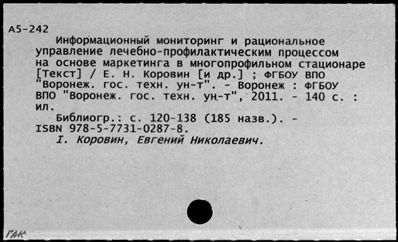 А5-242
Информационный мониторинг и рациональное
управление лечебно-профилактическим процессом
на основе маркетинга в многопрофильном стационаре
[Текст] / Е. Н. Коровин [и др.] ; ФГБОУ ВПО
"Воронеж. гос. техн. ун-т". - Воронеж : ФГБОУ
ВПО "Воронеж. гос. техн. ун-т", 2011. - 140 с. :
ил.
Библиогр.: с. 120-138 (185 назв.). -
ISBN 978-5-7731-0287-8.
I. Коровин, Евгений Николаевич.
ГАК